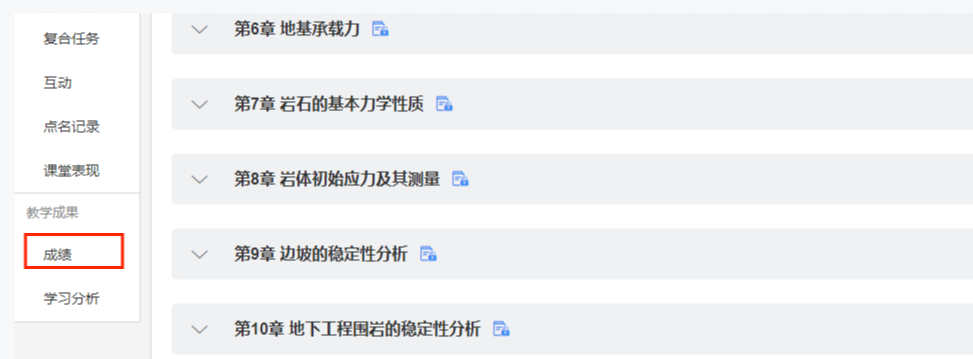 复合任务
互动
点名记录
课堂表现
教学成果
成绩
学习分析
第6章 地基承载力
第7章 岩石的基本力学性质
第8章 岩体初始应力及其测量
第9章 边坡的稳定性分析
第10章 地下工程围岩的稳定性分析